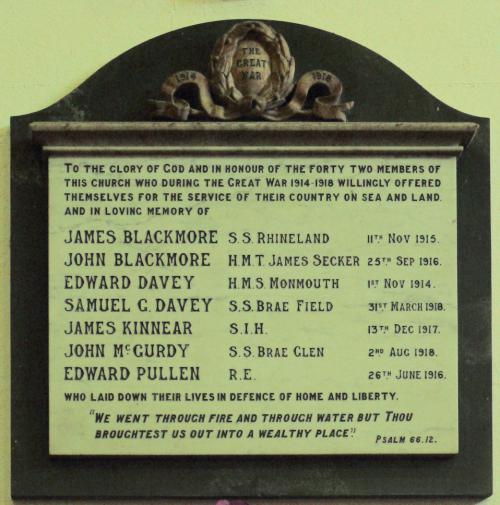 THE
GREAT
WAR
1914 1918
TO THE GLORY OF GOD AND IN HONOUR OF THE FORTY TWO MEMBERS OF
THIS CHURCH WHO DURING THE GREAT WAR 1914-1918 WILLINGLY OFFERED
THEMSELVES FOR THE SERVICE OF THEIR COUNTRY ON SEA AND LAND.
AND IN LOVING MEMORY OF
JAMES BLACKMORE S.S. RHINELAND 11TH NOV 1915.
JOHN BLACKMORE H.M.T. JAMES SECKER 25TH SEP 1916.
EDWARD DAVEY H.M.S. MONMOUTH 1ST NOV 1914.
SAMUEL G. DAVEY S.S. BRAE FIELD 31ST MARCH 1918.
JAMES KINNEAR S.I.H. 13TH DEC 1917.
JOHN McGURDY S.S. BRAE GLEN 2ND AUG 1918.
EDWARD PULLEN R.E. 26TH JUNE 1916.
WHO LAID DOWN THEIR LIVES IN DEFENCE OF HOME AND LIBERTY.
"WE WENT THROUGH FIRE AND THROUGH WATER BUT THOU
BROUGHTEST US OUT INTO A WEALTHY PLACE."
PSALM 66.12.